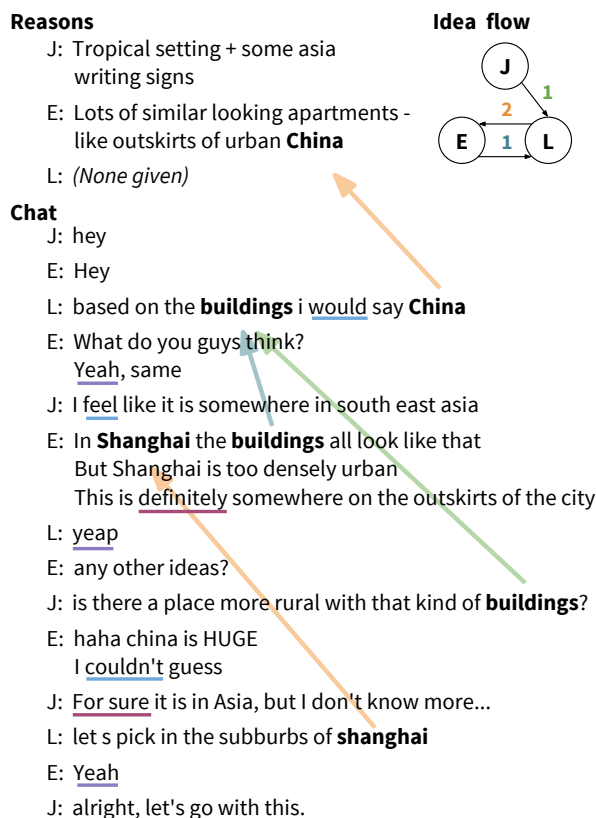 Reasons
J: Tropical setting + some asia
writing signs
E: Lots of similar looking apartments -
like outskirts of urban China
L: (None given)
Idea flow
J
1
2
E
1
L
Chat
J: hey
E: Hey
L: based on the buildings i would say China
E: What do you guys think?
Yeah, same
J: I feel like it is somewhere in south east asia
E: In Shanghai the buildings all look like that
But Shanghai is too densely urban
This is definitely somewhere on the outskirts of the city
L: yeap
E: any other ideas?
J: is there a place more rural with that kind of buildings?
E: haha china is HUGE
I couldn't guess
J: For sure it is in Asia, but I don't know more...
L: let s pick in the subburbs of shanghai
E: Yeah
J: alright, let's go with this.